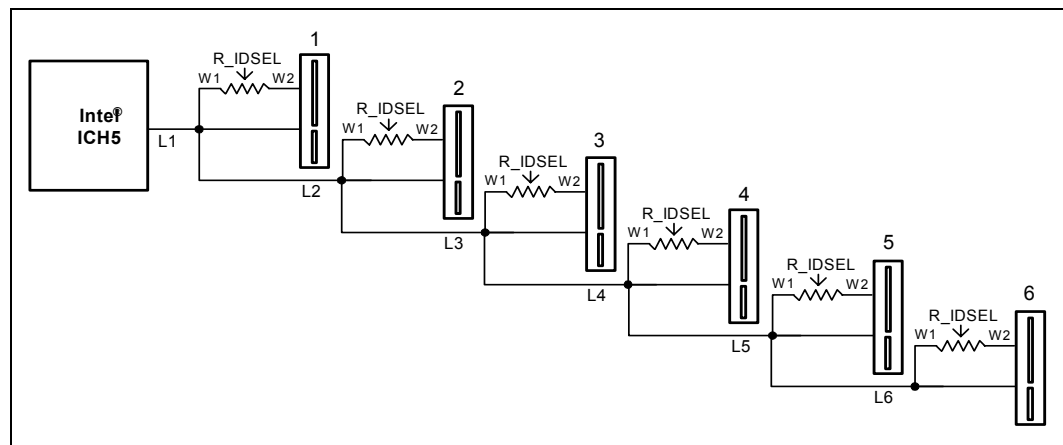 1
R_IDSEL
W1 W2
Intel®
ICH5
L1
2
R_IDSEL
W1 W2
L2
3
R_IDSEL
W1 W2
L3
4
R_IDSEL
W1 W2
L4
5
R_IDSEL
W1 W2
L5
6
R_IDSEL
W1 W2
L6